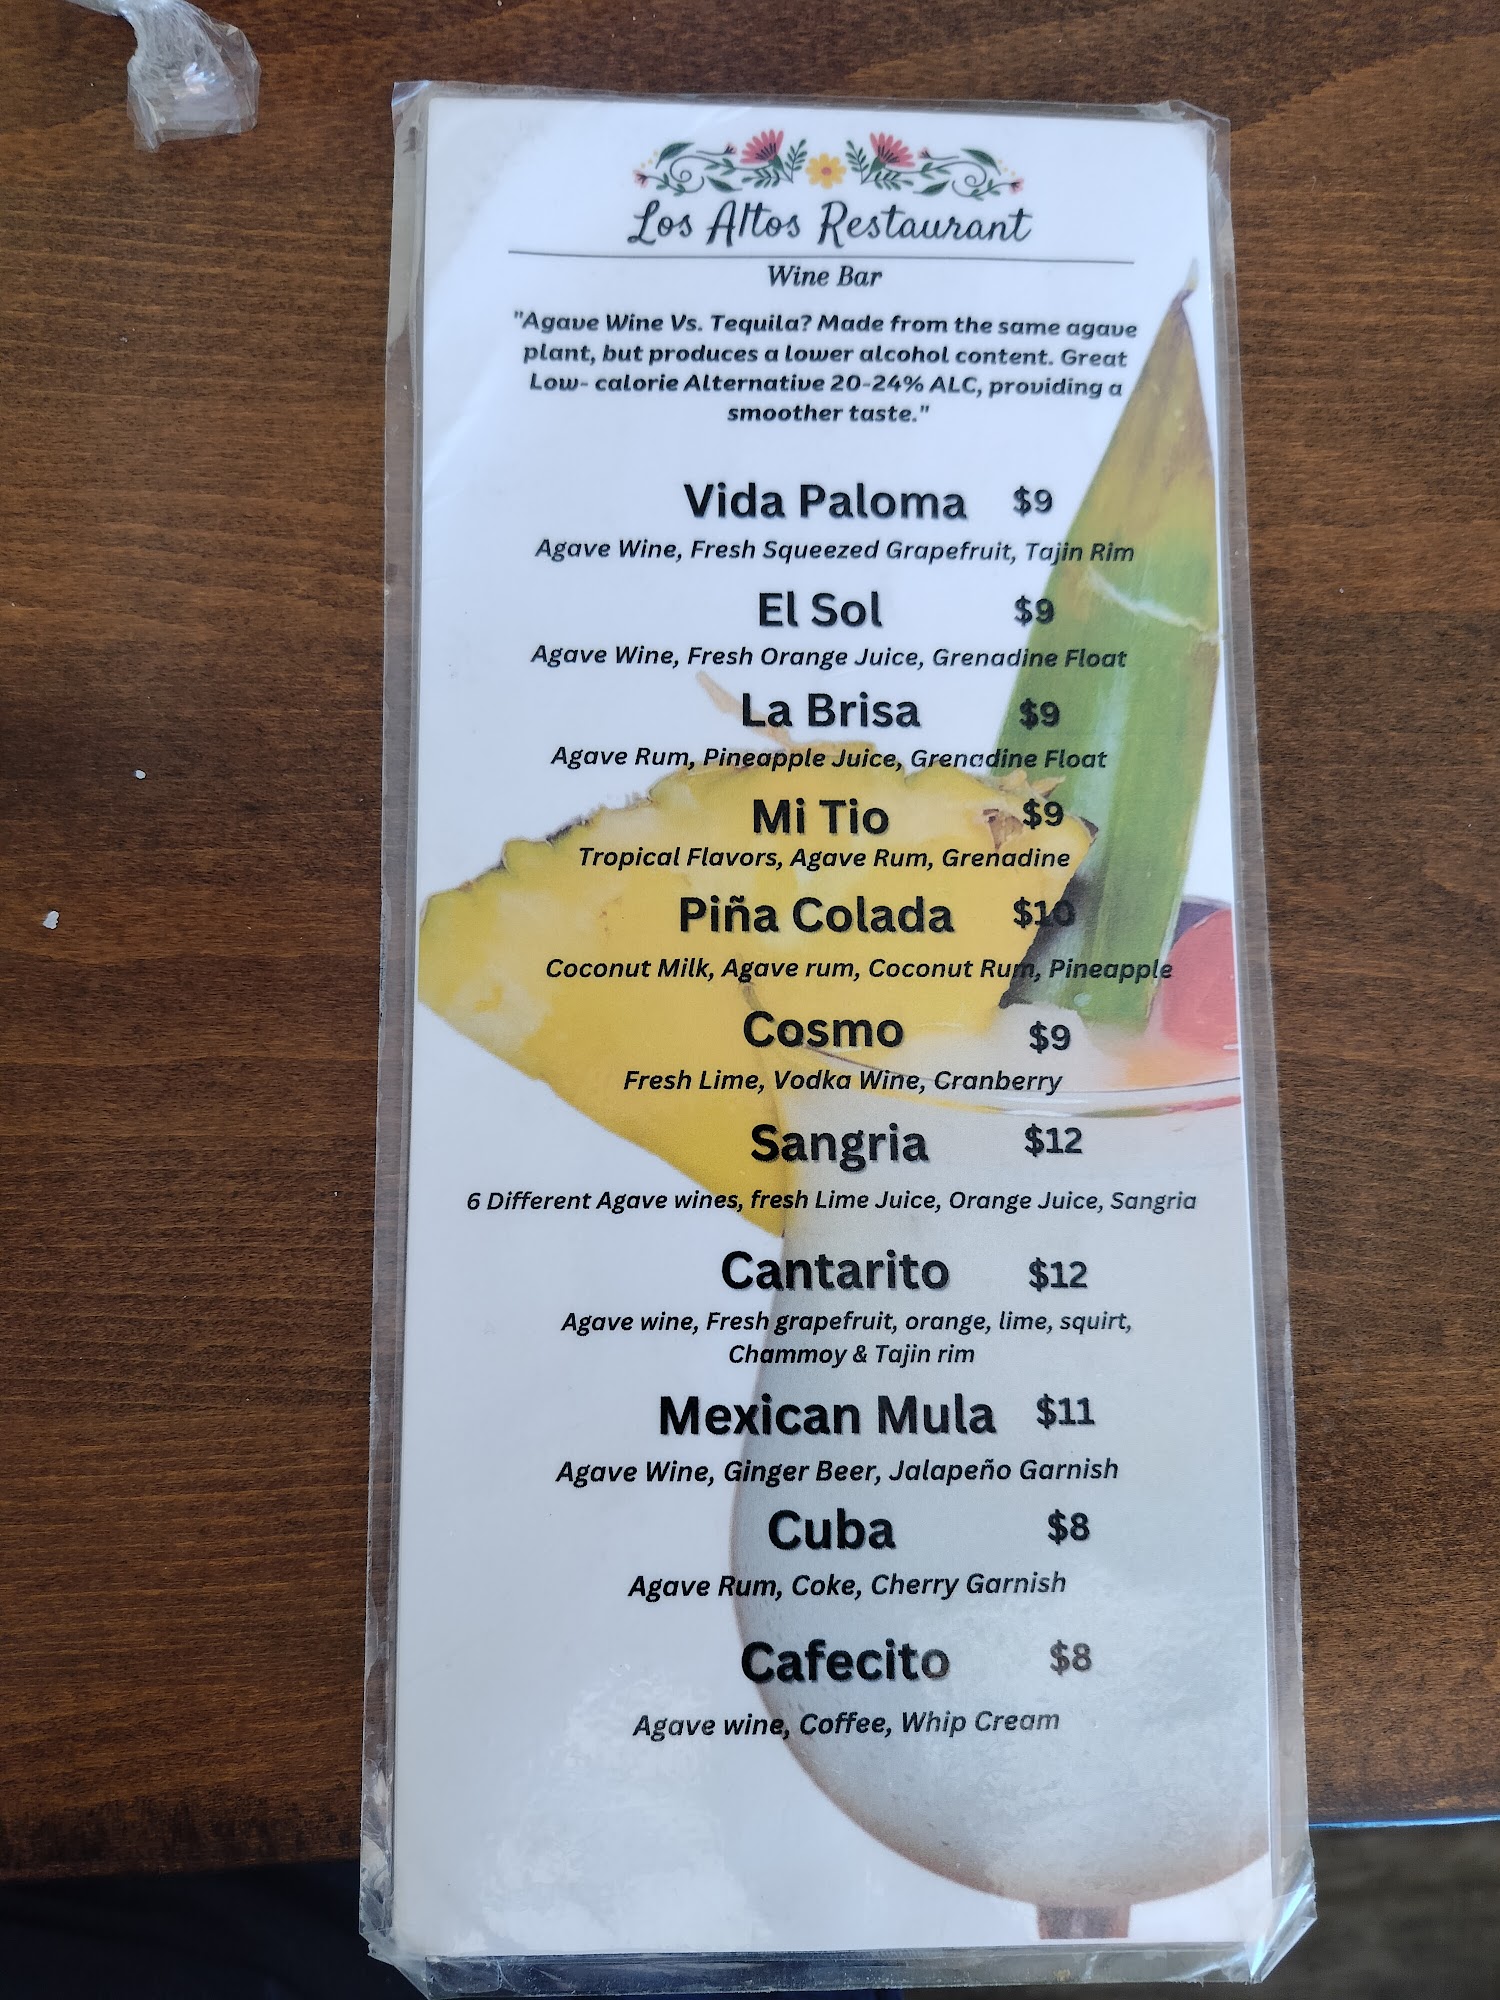 Los Altos Restaurant
Wine Bar
"Agave Wine Vs. Tequila? Made from the same agave
plant, but produces a lower alcohol content. Great
Low- calorie Alternative 20-24% ALC, providing a
smoother taste."
Vida Paloma $9
Agave Wine, Fresh Squeezed Grapefruit, Tajin Rim
El Sol $9
Agave Wine, Fresh Orange Juice, Grenadine Float
La Brisa $9
Agave Rum, Pineapple Juice, Grenadine Float
Mi Tio $9
Tropical Flavors, Agave Rum, Grenadine
Piña Colada $10
Coconut Milk, Agave rum, Coconut Rum, Pineapple
Cosmo $9
Fresh Lime, Vodka Wine, Cranberry
Sangria $12
6 Different Agave wines, fresh Lime Juice, Orange Juice, Sangria
Cantarito $12
Agave wine, Fresh grapefruit, orange, lime, squirt,
Chammoy & Tajin rim
Mexican Mula $11
Agave Wine, Ginger Beer, Jalapeño Garnish
Cuba $8
Agave Rum, Coke, Cherry Garnish
Cafecito $8
Agave wine, Coffee, Whip Cream